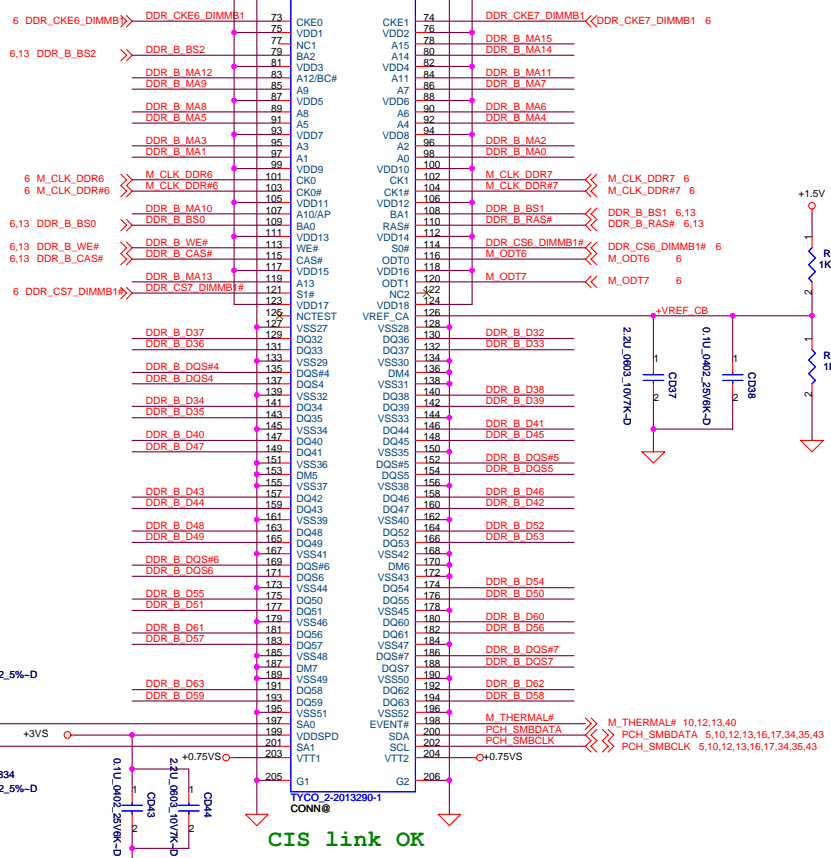 6 DDR_CKE6_DIMMB1 DDR_CKE6_DIMMB1 73 CKE0 CKE1 74 DDR_CKE7_DIMMB1 DDR_CKE7_DIMMB1 6
75 VDD1 VDD2 76
77 NC1 A15 78 DDR_B_MA15
6,13 DDR_B_BS2 DDR_B_BS2 79 BA2 A14 80 DDR_B_MA14
81 VDD3 VDD4 82
DDR_B_MA12 83 A12/BC# A11 84 DDR_B_MA11
DDR_B_MA9 85 A9 A7 86 DDR_B_MA7
87 VDD5 VDD6 88
DDR_B_MA8 89 A8 A6 90 DDR_B_MA6
DDR_B_MA5 91 A5 A4 92 DDR_B_MA4
93 VDD7 VDD8 94
DDR_B_MA3 95 A3 A2 96 DDR_B_MA2
DDR_B_MA1 97 A1 A0 98 DDR_B_MA0
99 VDD9 VDD10 100
6 M_CLK_DDR6 M_CLK_DDR6 101 CK0 CK1 102 M_CLK_DDR7 M_CLK_DDR7 6
6 M_CLK_DDR#6 M_CLK_DDR#6 103 CK0# CK1# 104 M_CLK_DDR#7 M_CLK_DDR#7 6
105 VDD11 VDD12 106
DDR_B_MA10 107 A10/AP BA1 108 DDR_B_BS1 DDR_B_BS1 6,13
6,13 DDR_B_BS0 DDR_B_BS0 109 BA0 RAS# 110 DDR_B_RAS# DDR_B_RAS# 6,13
111 VDD13 VDD14 112
6,13 DDR_B_WE# DDR_B_WE# 113 WE# S0# 114 DDR_CS6_DIMMB1# DDR_CS6_DIMMB1# 6
6,13 DDR_B_CAS# DDR_B_CAS# 115 CAS# ODT0 116 M_ODT6 M_ODT6 6
117 VDD15 VDD16 118
DDR_B_MA13 119 A13 ODT1 120 M_ODT7 M_ODT7 6
6 DDR_CS7_DIMMB1# DDR_CS7_DIMMB1# 121 S1# NC2 122
123 VDD17 VDD18 124
125 NCTEST VREF_CA 126 +VREF_CB
127 VSS27 VSS28 128
DDR_B_D37 129 DQ32 DQ36 130 DDR_B_D32
DDR_B_D36 131 DQ33 DQ37 132 DDR_B_D33
133 VSS29 VSS30 134
DDR_B_DQS#4 135 DQS#4 DM4 136
DDR_B_DQS4 137 DQS4 VSS31 138
139 VSS32 DQ38 140 DDR_B_D38
DDR_B_D34 141 DQ34 DQ39 142 DDR_B_D39
DDR_B_D35 143 DQ35 VSS33 144
145 VSS34 DQ44 146 DDR_B_D41
DDR_B_D40 147 DQ40 DQ45 148 DDR_B_D45
DDR_B_D47 149 DQ41 VSS35 150
151 VSS36 DQS#5 152 DDR_B_DQS#5
153 DM5 DQS5 154 DDR_B_DQS5
155 VSS37 VSS38 156
DDR_B_D43 157 DQ42 DQ46 158 DDR_B_D46
DDR_B_D44 159 DQ43 DQ47 160 DDR_B_D42
161 VSS39 VSS40 162
DDR_B_D48 163 DQ48 DQ52 164 DDR_B_D52
DDR_B_D49 165 DQ49 DQ53 166 DDR_B_D53
167 VSS41 VSS42 168
DDR_B_DQS#6 169 DQS#6 DM6 170
DDR_B_DQS6 171 DQS6 VSS43 172
173 VSS44 DQ54 174 DDR_B_D54
DDR_B_D55 175 DQ50 DQ55 176 DDR_B_D50
DDR_B_D51 177 DQ51 VSS45 178
179 VSS46 DQ60 180 DDR_B_D60
DDR_B_D61 181 DQ56 DQ61 182 DDR_B_D56
DDR_B_D57 183 DQ57 VSS47 184
185 VSS48 DQS#7 186 DDR_B_DQS#7
187 DM7 DQS7 188 DDR_B_DQS7
189 VSS49 VSS50 190
DDR_B_D63 191 DQ58 DQ62 192 DDR_B_D62
DDR_B_D59 193 DQ59 DQ63 194 DDR_B_D58
195 VSS51 VSS52 196
197 SA0 EVENT# 198 M_THERMAL# M_THERMAL# 10,12,13,40
+3VS 199 VDDSPD SDA 200 PCH_SMBDATA PCH_SMBDATA 5,10,12,13,16,17,34,35,43
201 SA1 SCL 202 PCH_SMBCLK PCH_SMBCLK 5,10,12,13,16,17,34,35,43
+0.75VS 203 VTT1 VTT2 204 +0.75VS
205 G1 G2 206
TYCO_2-2013290-1
CONN@
CIS link OK
+1.5V
1
R
1K
2
1
R
2
2.2U_0603_10V7K~D
1
CD37
2
0.1U_0402_25V6K~D
1
CD38
2
2_5%~D
334
2_5%~D
0.1U_0402_25V6K~D
1
CD43
2
2.2U_0603_10V7K~D
1
CD44
2